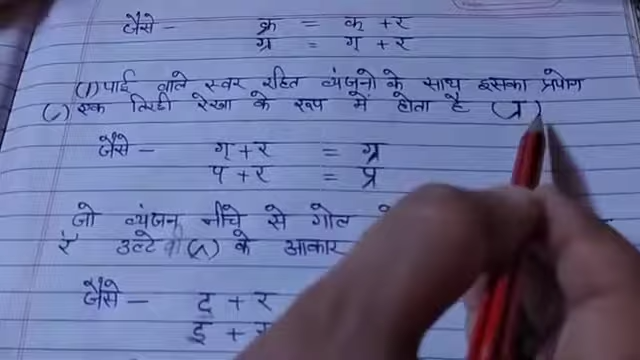 जैसे - क्र = क् + र
ग्र = ग् + र
(1) पाई वाले स्वर रहित व्यंजनो के साथ इसका प्रयोग
(्र) एक तिरछी रेखा के रूप मे होता है (प्र)
जैसे - ग् + र = ग्र
प + र = प्र
जो व्यंजन नीचे से गोल
है उल्टे के आकार
जैसे - द + र
ड +